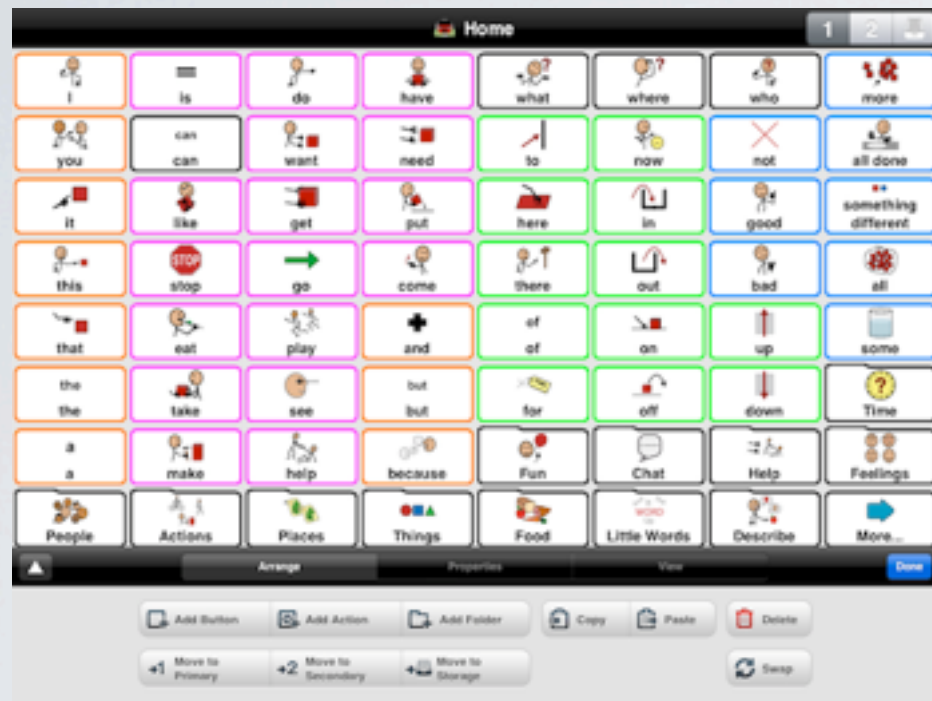 Home
1 2
I is do have what where who more
you can can want need to now not all done
it like get put here in good something different
this STOP stop go come there out bad all
that eat play and of of on up some
the the take see but but for off down Time
a a make help because Fun Chat Help Feelings
People Actions Places Things Food WORD Little Words Describe More...
Arrange Properties View Done
Add Button Add Action Add Folder Copy Paste Delete
+1 Move to Primary +2 Move to Secondary Move to Storage Swap